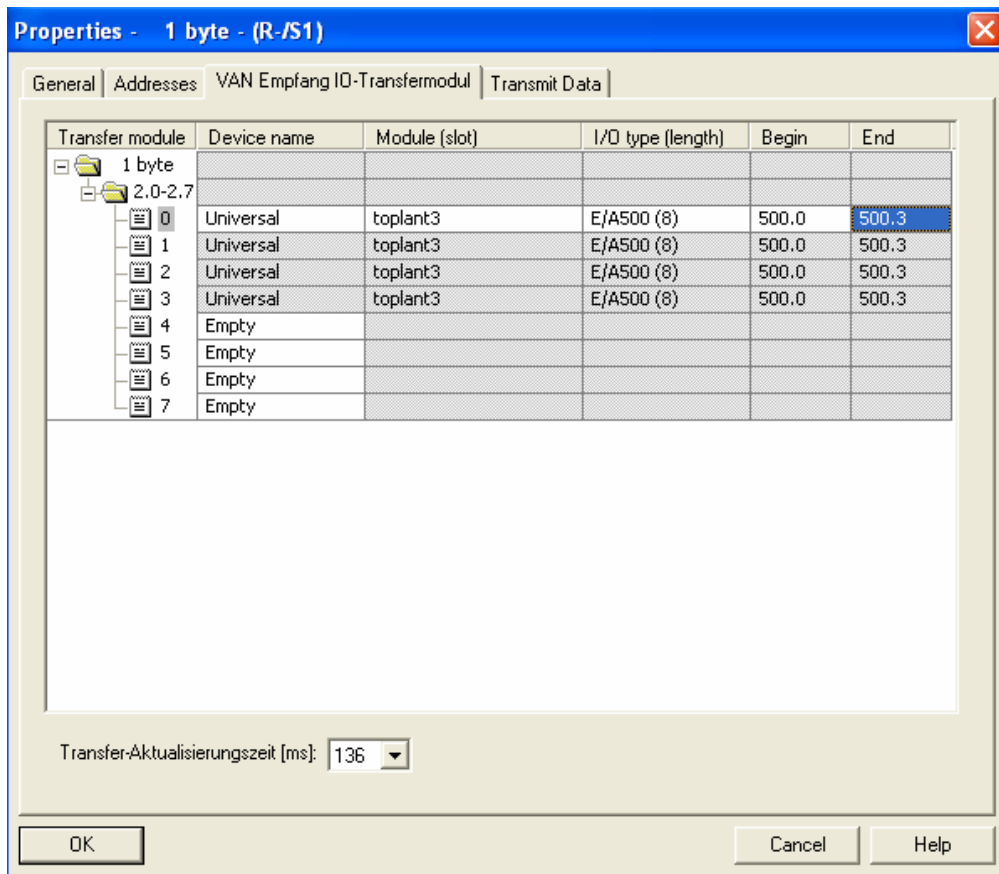 Properties -   1 byte - (R-/S1)
General Addresses VAN Empfang IO-Transfermodul Transmit Data
Transfer module Device name Module (slot) I/O type (length) Begin End
1 byte
2.0-2.7
0 Universal toplant3 E/A500 (8) 500.0 500.3
1 Universal toplant3 E/A500 (8) 500.0 500.3
2 Universal toplant3 E/A500 (8) 500.0 500.3
3 Universal toplant3 E/A500 (8) 500.0 500.3
4 Empty
5 Empty
6 Empty
7 Empty
Transfer-Aktualisierungszeit [ms]: 136
OK Cancel Help